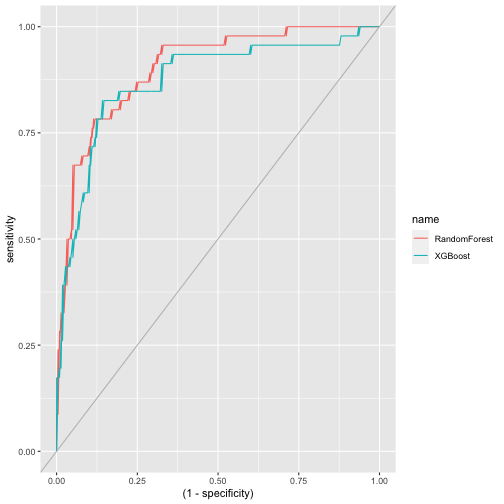 1.00
0.75
0.50
0.25
0.00
sensitivity
0.00 0.25 0.50 0.75 1.00
(1 - specificity)
name
RandomForest
XGBoost